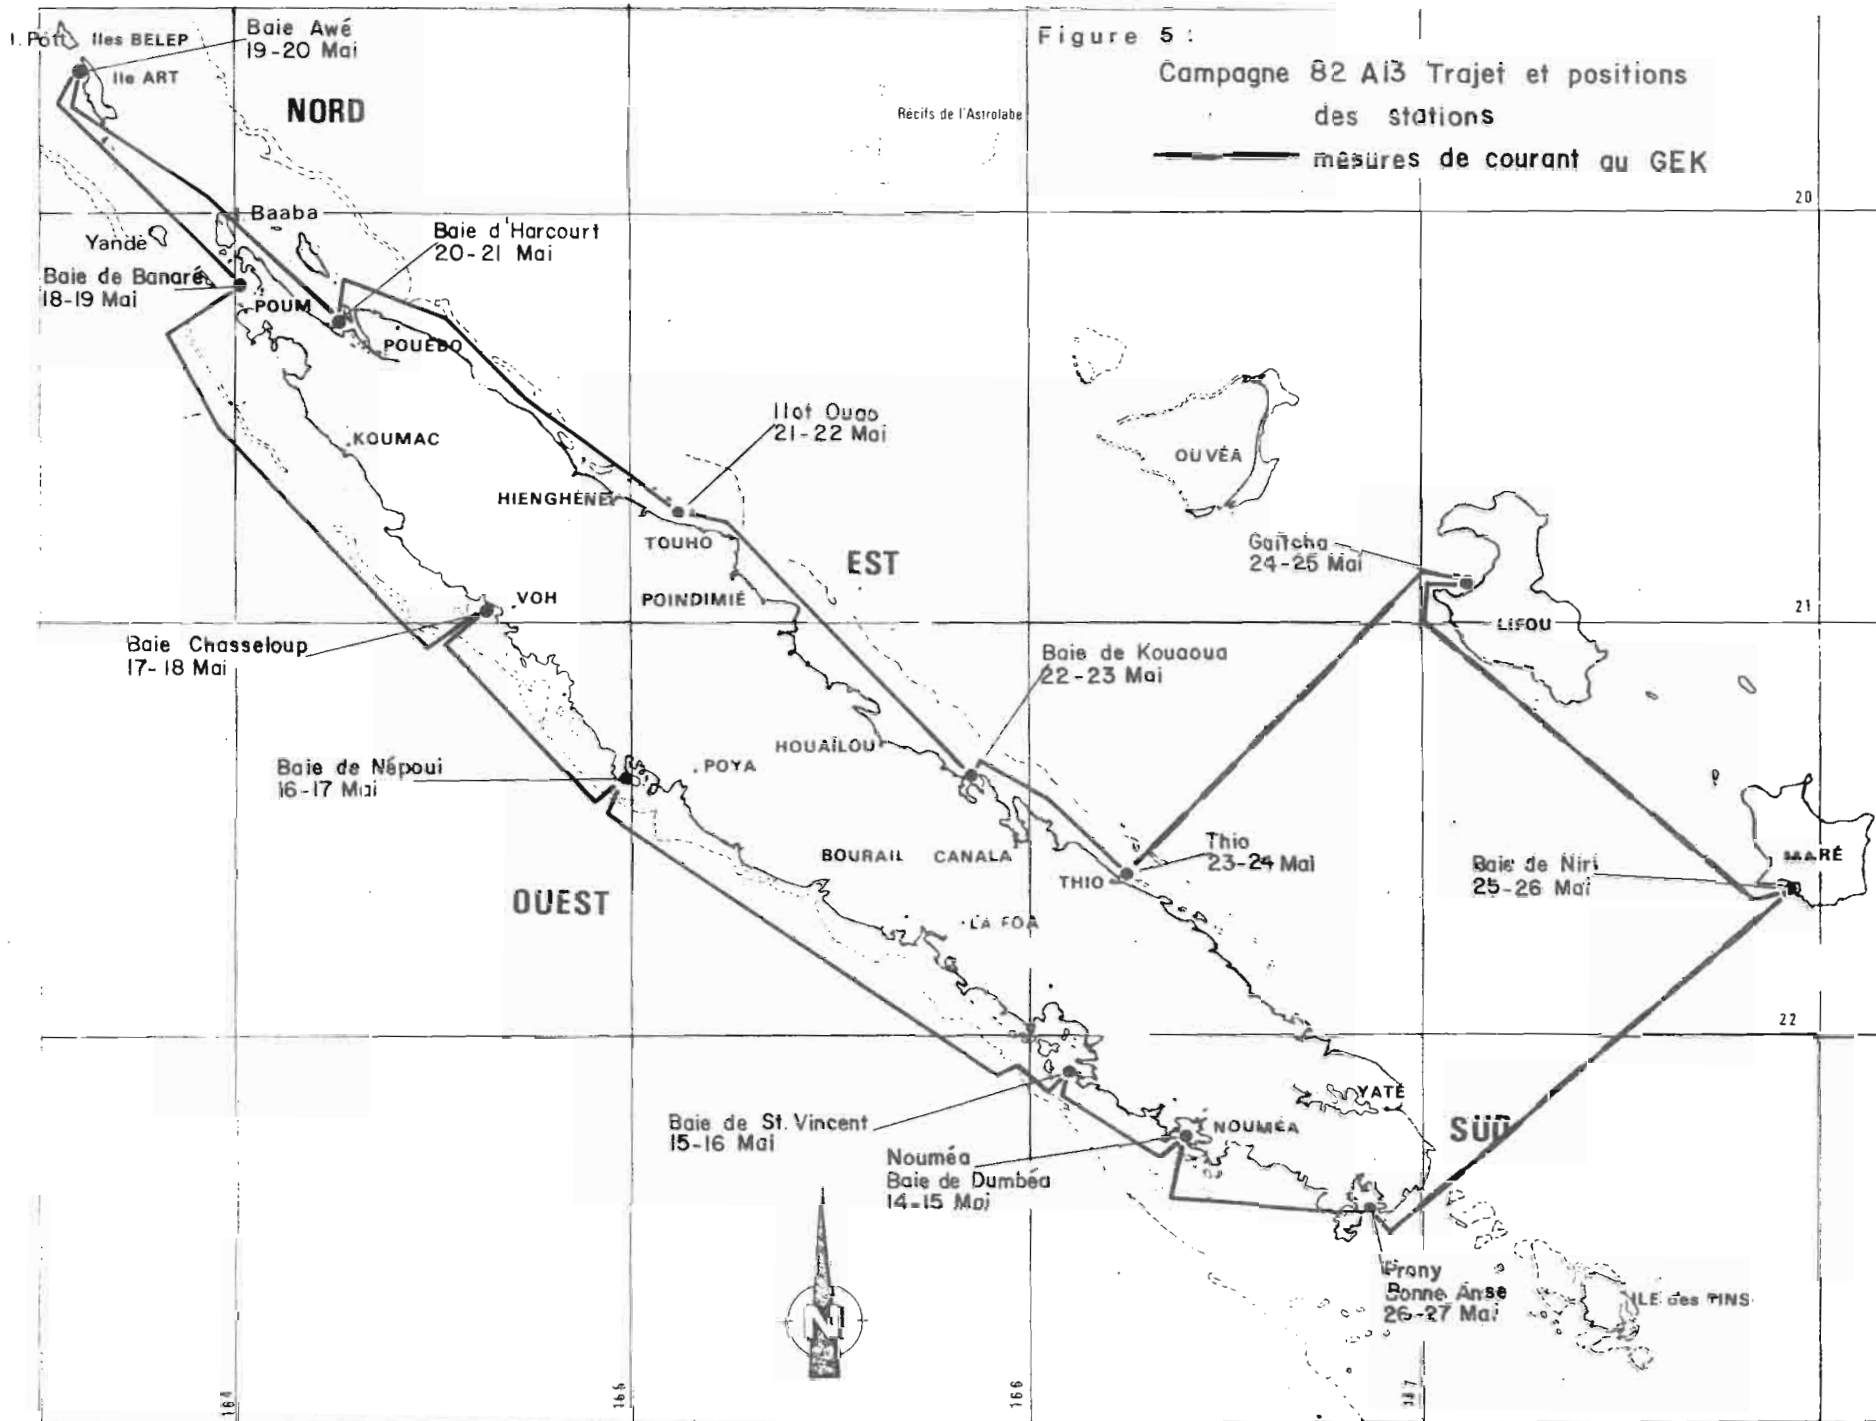 Figure 5 :
Campagne 82 A13 Trajet et positions
des stations
mesures de courant au GEK
I. Pott
Iles BELEP
Ile ART
Baie Awé
19-20 Mai
NORD
Récifs de l'Astrolabe
20
Baaba
Yandé
Baie d'Harcourt
20-21 Mai
Baie de Banaré
18-19 Mai
POUM
POUÉBO
Ilot Ouao
21-22 Mai
KOUMAC
OUVÉA
HIENGHÈNE
TOUHO
EST
Gaïtcha
24-25 Mai
VOH
POINDIMIÉ
21
LIFOU
Baie Chasseloup
17-18 Mai
Baie de Kouaoua
22-23 Mai
HOUAÏLOU
Baie de Népoui
16-17 Mai
POYA
BOURAIL
CANALA
Thio
23-24 Mai
THIO
MARÉ
Baie de Niri
25-26 Mai
OUEST
LA FOA
22
YATÉ
Baie de St. Vincent
15-16 Mai
NOUMÉA
SUD
Nouméa
Baie de Dumbéa
14-15 Mai
Prony
Bonne Anse
26-27 Mai
ILE des PINS
N
164
165
166
167